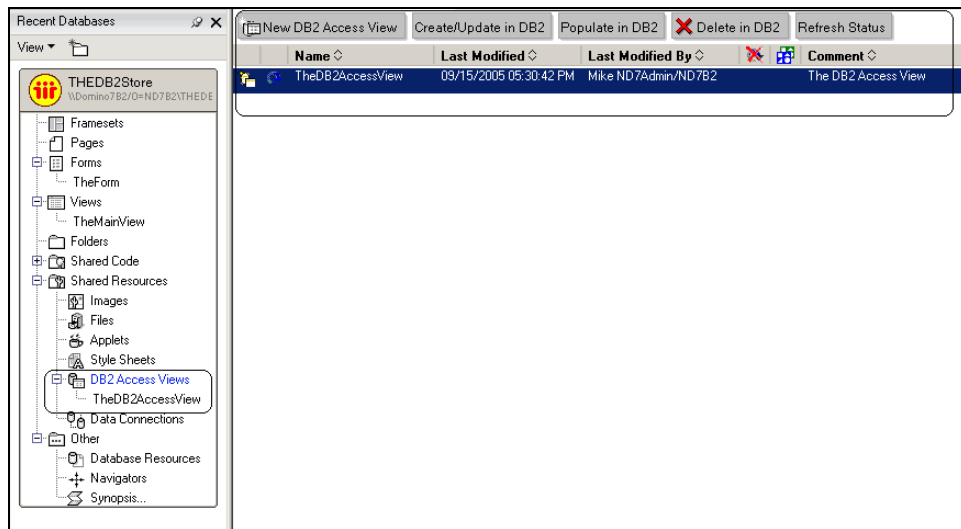 Recent Databases
View
THEDB2Store
\\Domino7B2/O=ND7B2\THEDE
Framesets
Pages
Forms
TheForm
Views
TheMainView
Folders
Shared Code
Shared Resources
Images
Files
Applets
Style Sheets
DB2 Access Views
TheDB2AccessView
Data Connections
Other
Database Resources
Navigators
Synopsis...
New DB2 Access View Create/Update in DB2 Populate in DB2 Delete in DB2 Refresh Status
Name Last Modified Last Modified By Comment
TheDB2AccessView 09/15/2005 05:30:42 PM Mike ND7Admin/ND7B2 The DB2 Access View